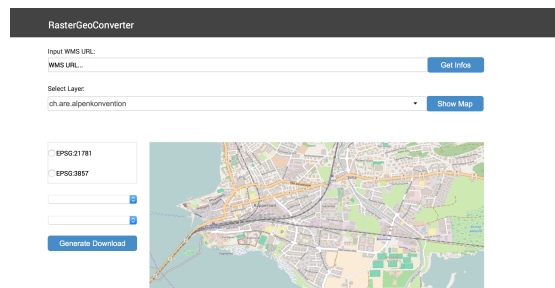 RasterGeoConverter
Input WMS URL:
WMS URL...
Get Infos
Select Layer:
ch.are.alpenkonvention
Show Map
EPSG:21781
EPSG:3857
Generate Download